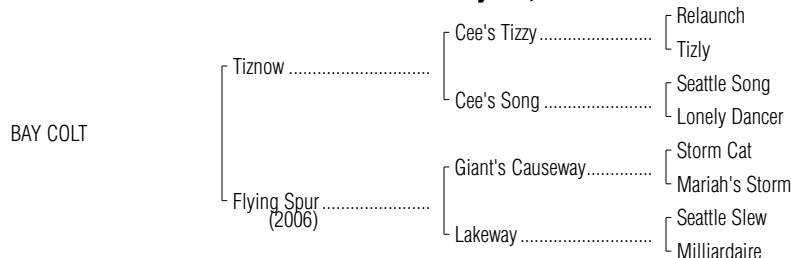 Relaunch
Cee's Tizzy
Tizly
Tiznow
Seattle Song
Cee's Song
Lonely Dancer
BAY COLT
Storm Cat
Giant's Causeway
Mariah's Storm
Flying Spur
(2006)
Seattle Slew
Lakeway
Milliardaire